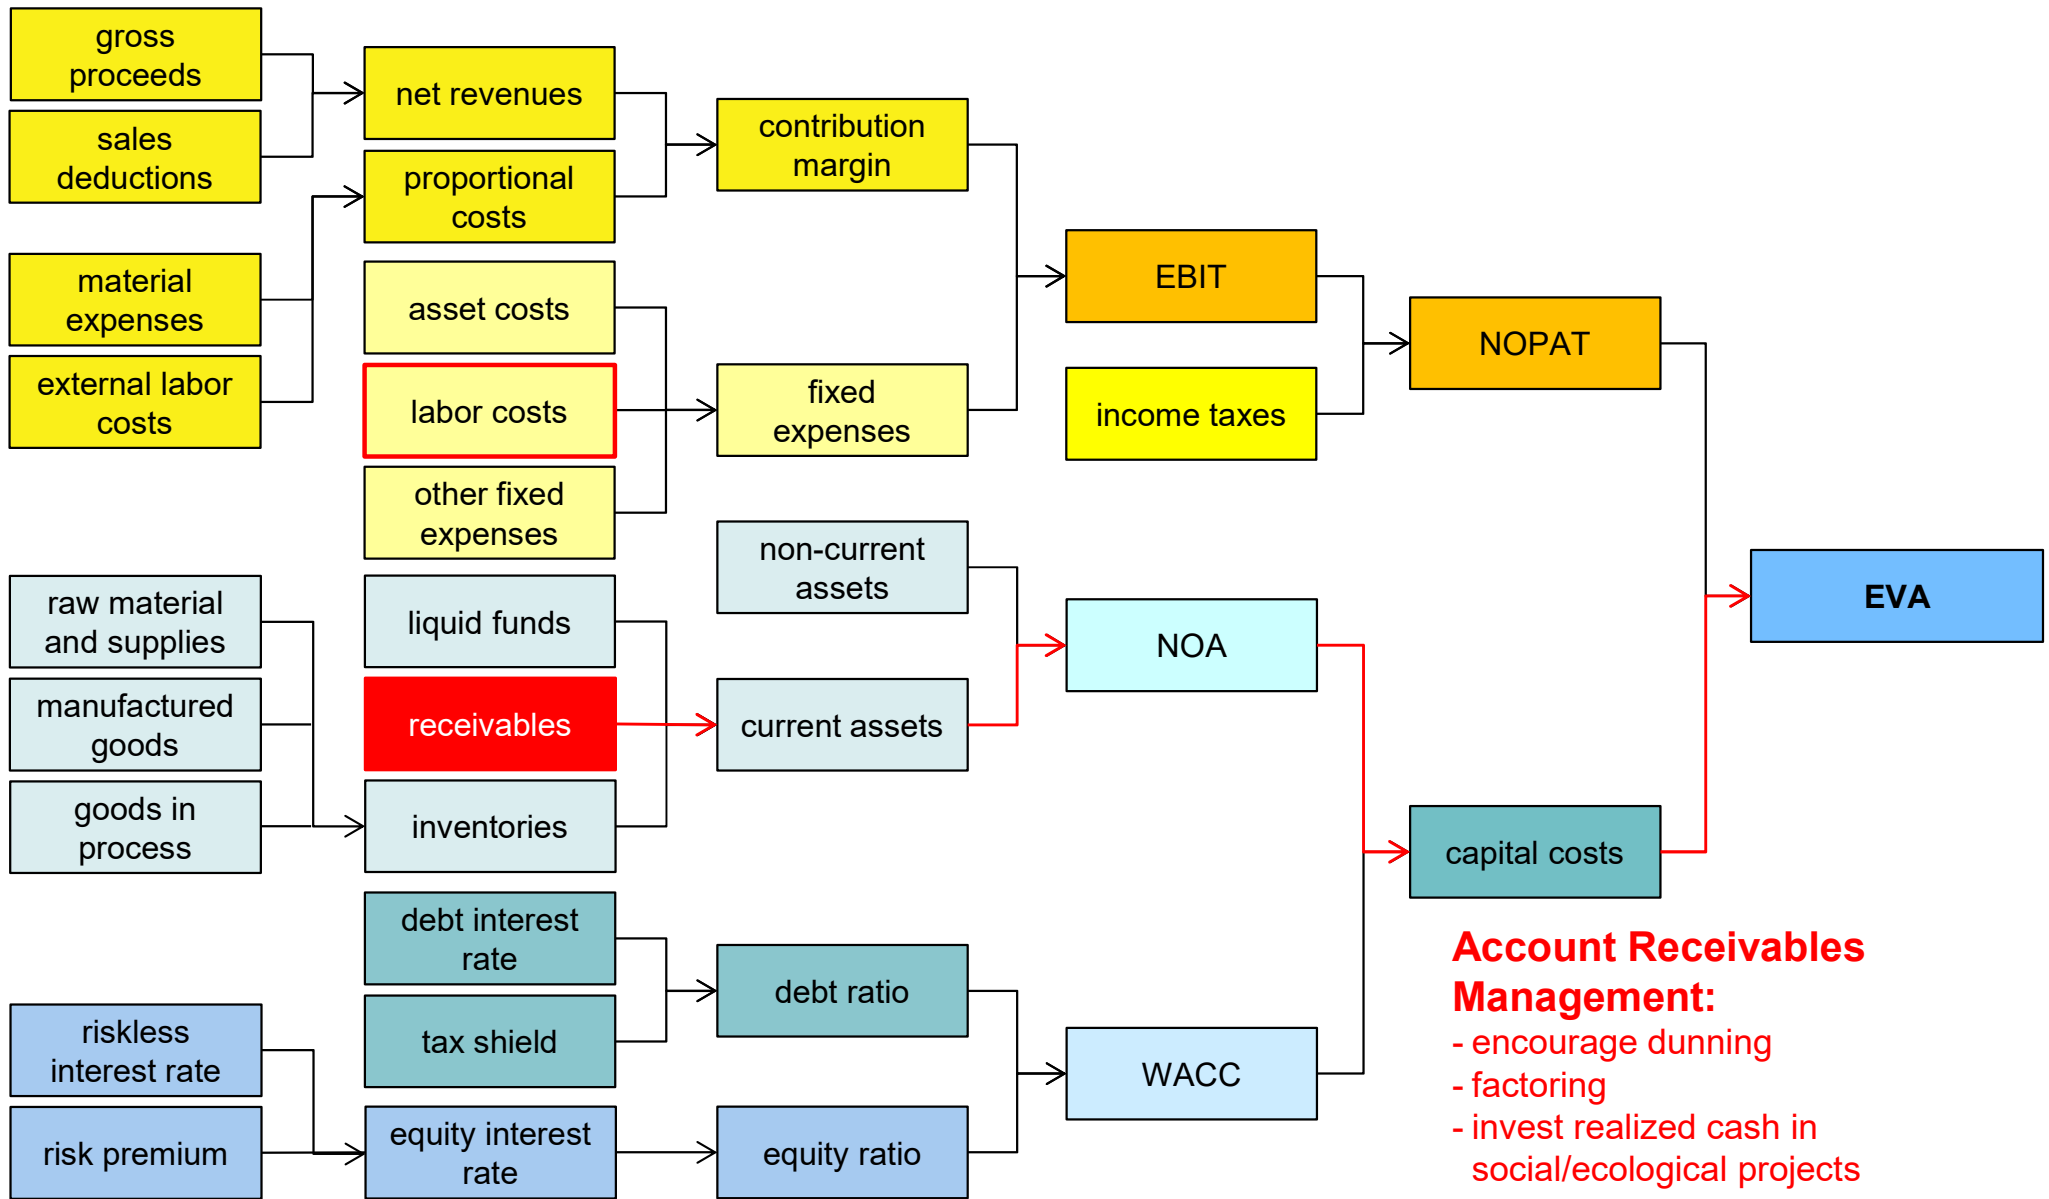 gross
proceeds
sales
deductions
material
expenses
external labor
costs
raw material
and supplies
manufactured
goods
goods in
process
riskless
interest rate
risk premium
net revenues
proportional
costs
asset costs
labor costs
other fixed
expenses
liquid funds
receivables
inventories
debt interest
rate
tax shield
equity interest
rate
contribution
margin
fixed
expenses
non-current
assets
current assets
debt ratio
equity ratio
EBIT
income taxes
NOA
WACC
NOPAT
capital costs
EVA
Account Receivables
Management:
- encourage dunning
- factoring
- invest realized cash in
social/ecological projects